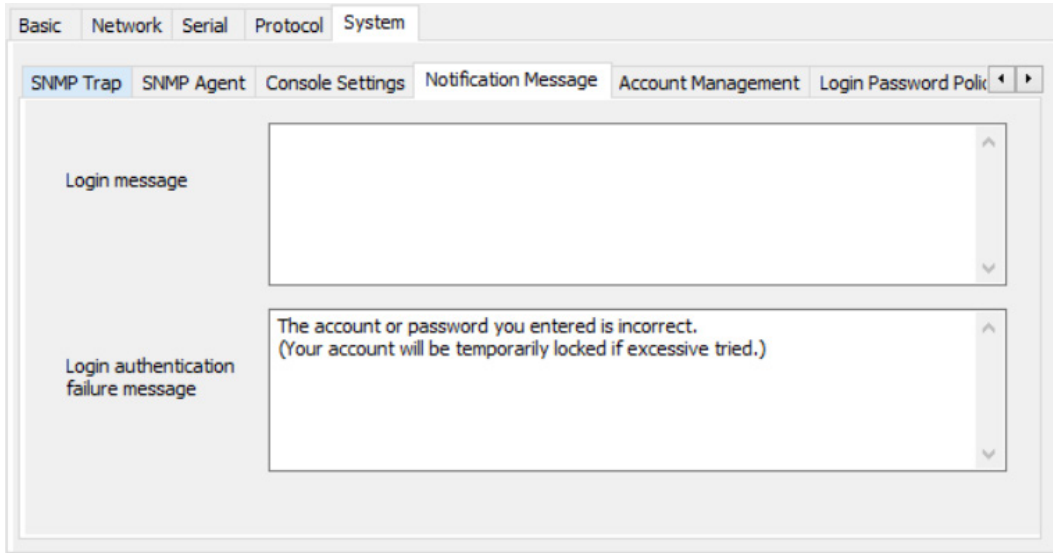 Basic Network Serial Protocol System
SNMP Trap SNMP Agent Console Settings Notification Message Account Management Login Password Polic
Login message
The account or password you entered is incorrect.
(Your account will be temporarily locked if excessive tried.)
Login authentication
failure message